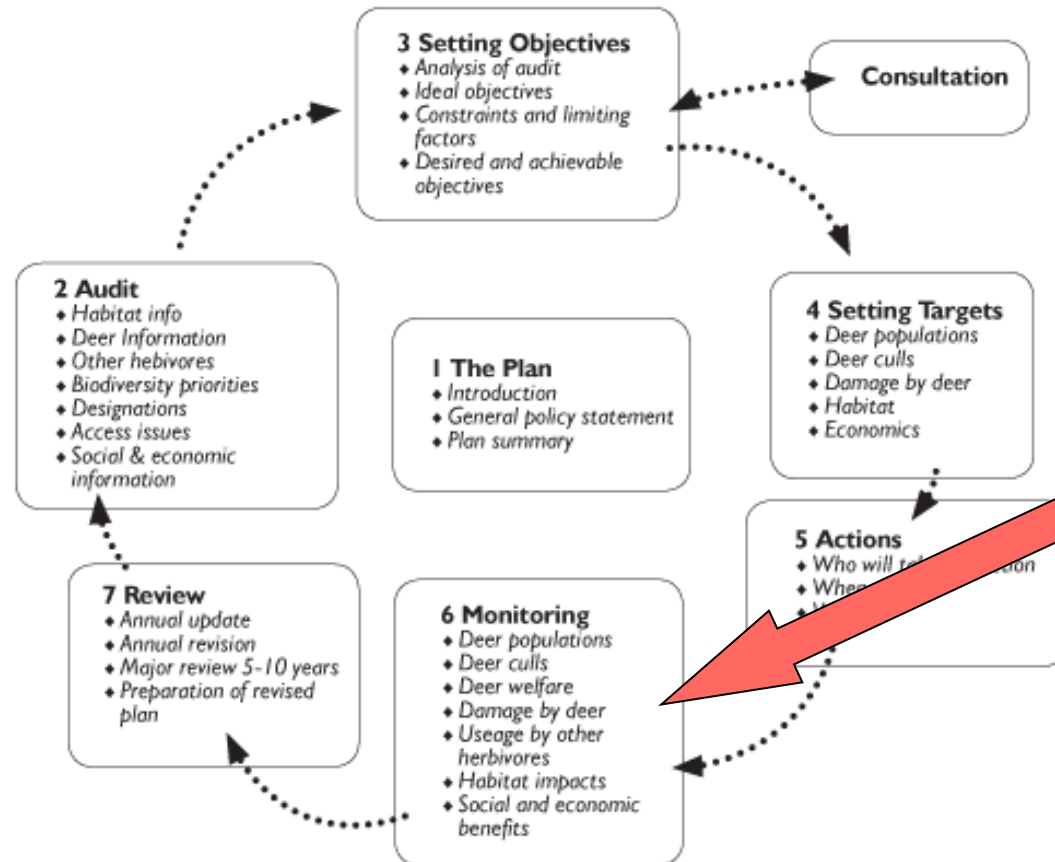 3 Setting Objectives
◆ Analysis of audit
◆ Ideal objectives
◆ Constraints and limiting
factors
◆ Desired and achievable
objectives
Consultation
2 Audit
◆ Habitat info
◆ Deer Information
◆ Other hebivores
◆ Biodiversity priorities
◆ Designations
◆ Access issues
◆ Social & economic
information
1 The Plan
◆ Introduction
◆ General policy statement
◆ Plan summary
4 Setting Targets
◆ Deer populations
◆ Deer culls
◆ Damage by deer
◆ Habitat
◆ Economics
5 Actions
◆ Who will
7 Review
◆ Annual update
◆ Annual revision
◆ Major review 5-10 years
◆ Preparation of revised
plan
6 Monitoring
◆ Deer populations
◆ Deer culls
◆ Deer welfare
◆ Damage by deer
◆ Useage by other
herbivores
◆ Habitat impacts
◆ Social and economic
benefits